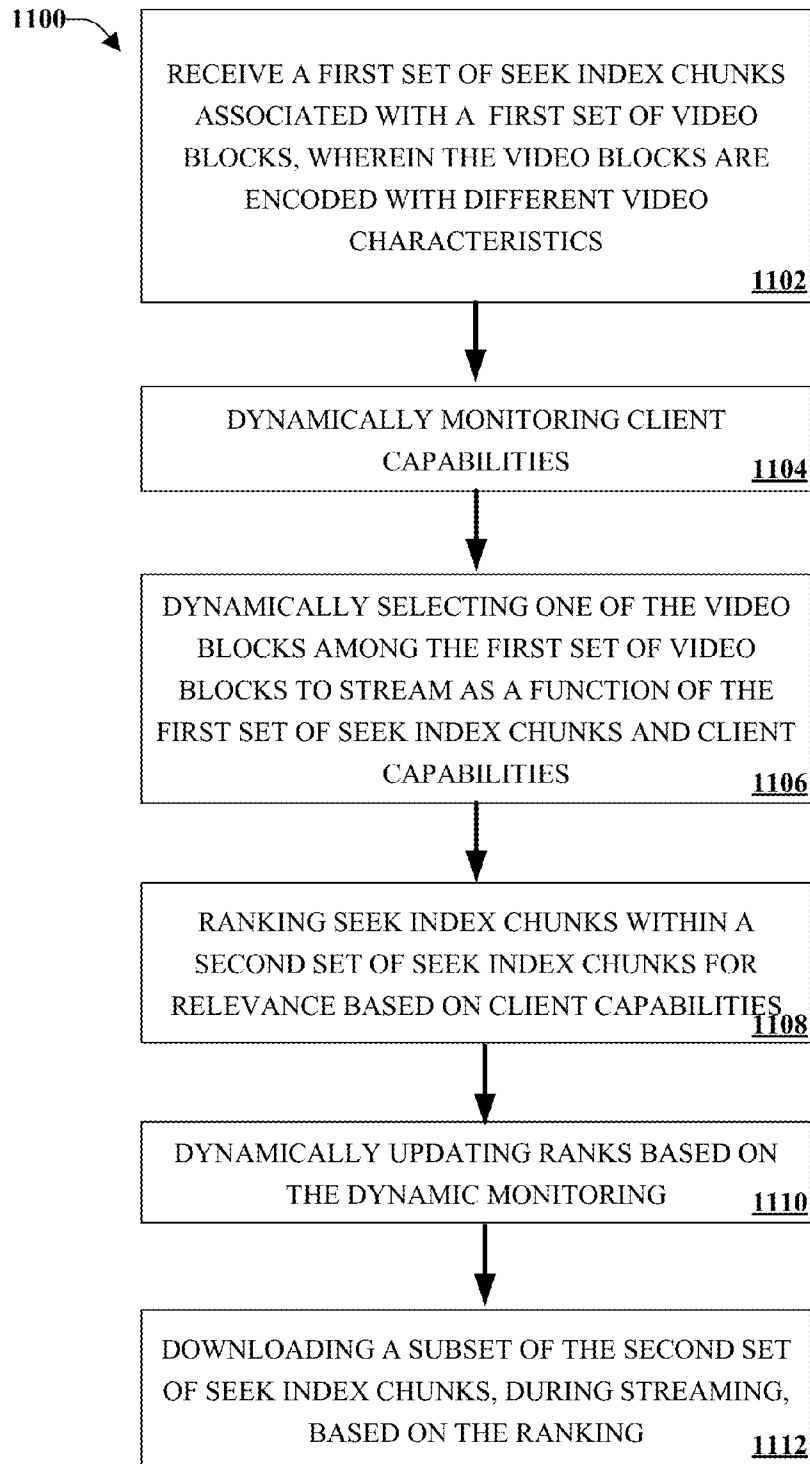 1100
RECEIVE A FIRST SET OF SEEK INDEX CHUNKS
ASSOCIATED WITH A FIRST SET OF VIDEO
BLOCKS, WHEREIN THE VIDEO BLOCKS ARE
ENCODED WITH DIFFERENT VIDEO
CHARACTERISTICS
1102
DYNAMICALLY MONITORING CLIENT
CAPABILITIES
1104
DYNAMICALLY SELECTING ONE OF THE VIDEO
BLOCKS AMONG THE FIRST SET OF VIDEO
BLOCKS TO STREAM AS A FUNCTION OF THE
FIRST SET OF SEEK INDEX CHUNKS AND CLIENT
CAPABILITIES
1106
RANKING SEEK INDEX CHUNKS WITHIN A
SECOND SET OF SEEK INDEX CHUNKS FOR
RELEVANCE BASED ON CLIENT CAPABILITIES
1108
DYNAMICALLY UPDATING RANKS BASED ON
THE DYNAMIC MONITORING
1110
DOWNLOADING A SUBSET OF THE SECOND SET
OF SEEK INDEX CHUNKS, DURING STREAMING,
BASED ON THE RANKING
1112